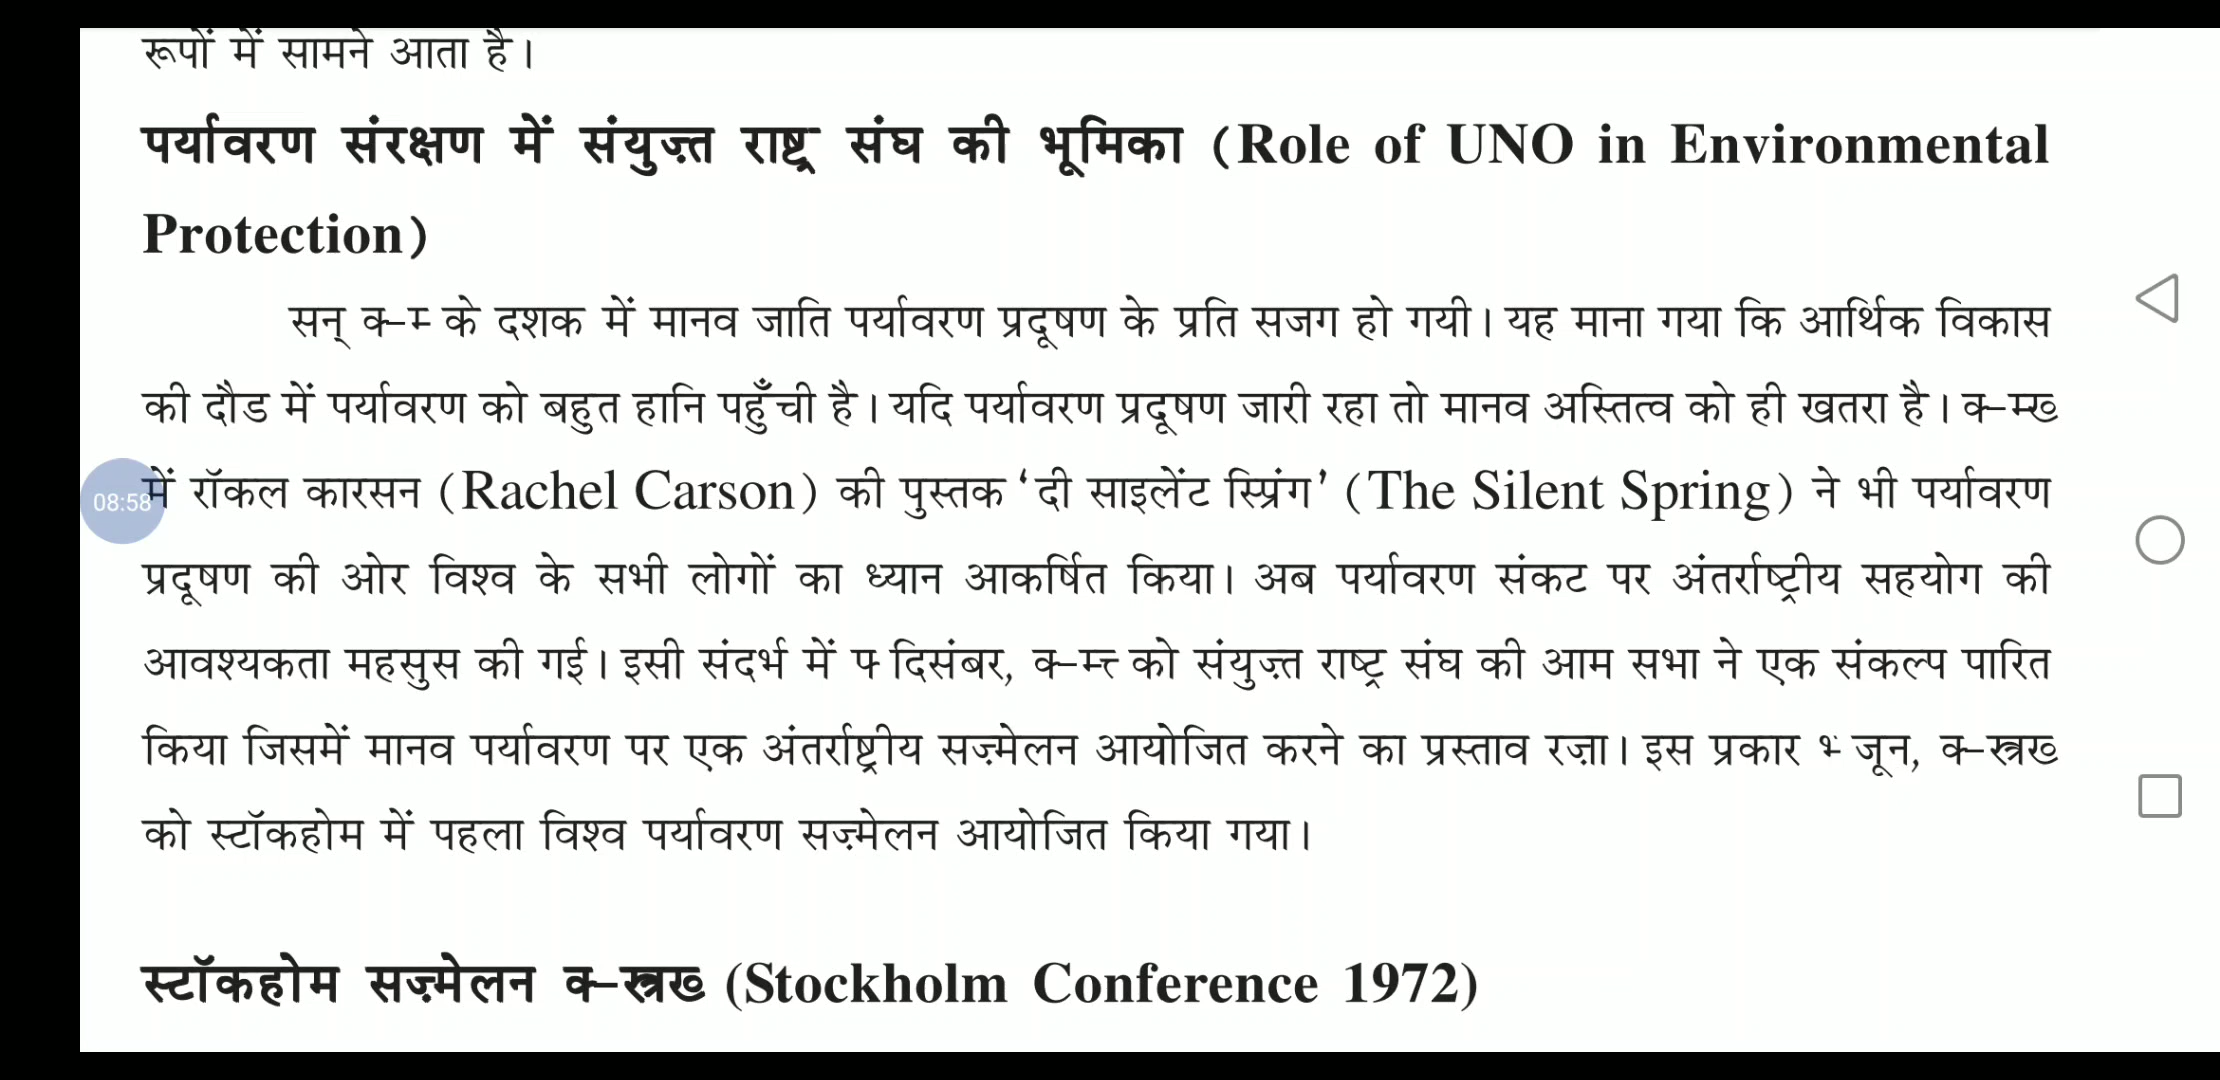 रूपों में सामने आता है।
पर्यावरण संरक्षण में संयुज़्त राष्ट्र संघ की भूमिका (Role of UNO in Environmental
Protection)
सन् क्-म् के दशक में मानव जाति पर्यावरण प्रदूषण के प्रति सजग हो गयी। यह माना गया कि आर्थिक विकास
की दौड में पर्यावरण को बहुत हानि पहुँची है। यदि पर्यावरण प्रदूषण जारी रहा तो मानव अस्तित्व को ही खतरा है। क्-म्ख्
08:58
में रॉकल कारसन (Rachel Carson) की पुस्तक ‘दी साइलेंट स्प्रिंग’ (The Silent Spring) ने भी पर्यावरण
प्रदूषण की ओर विश्व के सभी लोगों का ध्यान आकर्षित किया। अब पर्यावरण संकट पर अंतर्राष्ट्रीय सहयोग की
आवश्यकता महसुस की गई। इसी संदर्भ में दिसंबर, को संयुज़्त राष्ट्र संघ की आम सभा ने एक संकल्प पारित
किया जिसमें मानव पर्यावरण पर एक अंतर्राष्ट्रीय सज़्मेलन आयोजित करने का प्रस्ताव रज़ा। इस प्रकार जून, क्-स्त्रख्
को स्टॉकहोम में पहला विश्व पर्यावरण सज़्मेलन आयोजित किया गया।
स्टॉकहोम सज़्मेलन क्-स्त्रख् (Stockholm Conference 1972)